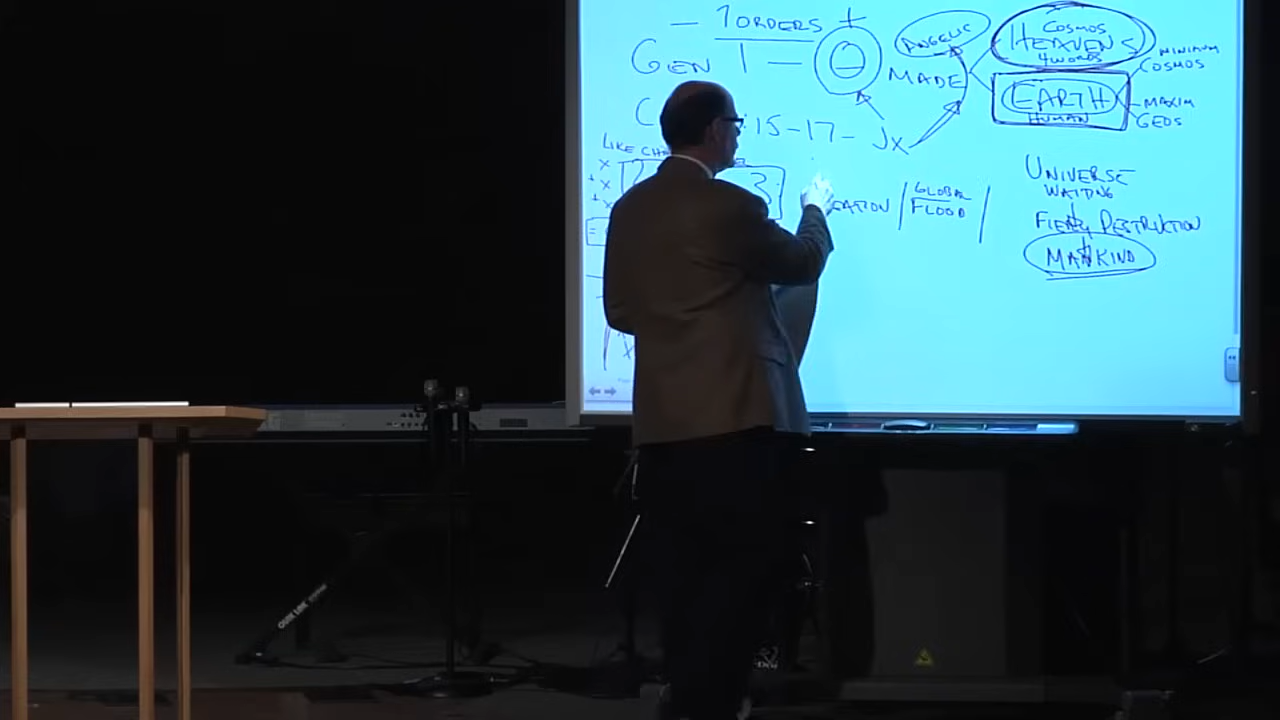 — 7 ORDERS +
GEN 1 — Θ MADE
ANGELIC
COSMOS
HEAVENS
4 WORDS
MINIMUM
COSMOS
EARTH
HUMAN
MAXIM
GEOS
C :15-17 - Jx
LIKE
3
EATION | GLOBAL FLOOD |
UNIVERSE
WAITING
FIERY DESTRUCTION
MANKIND